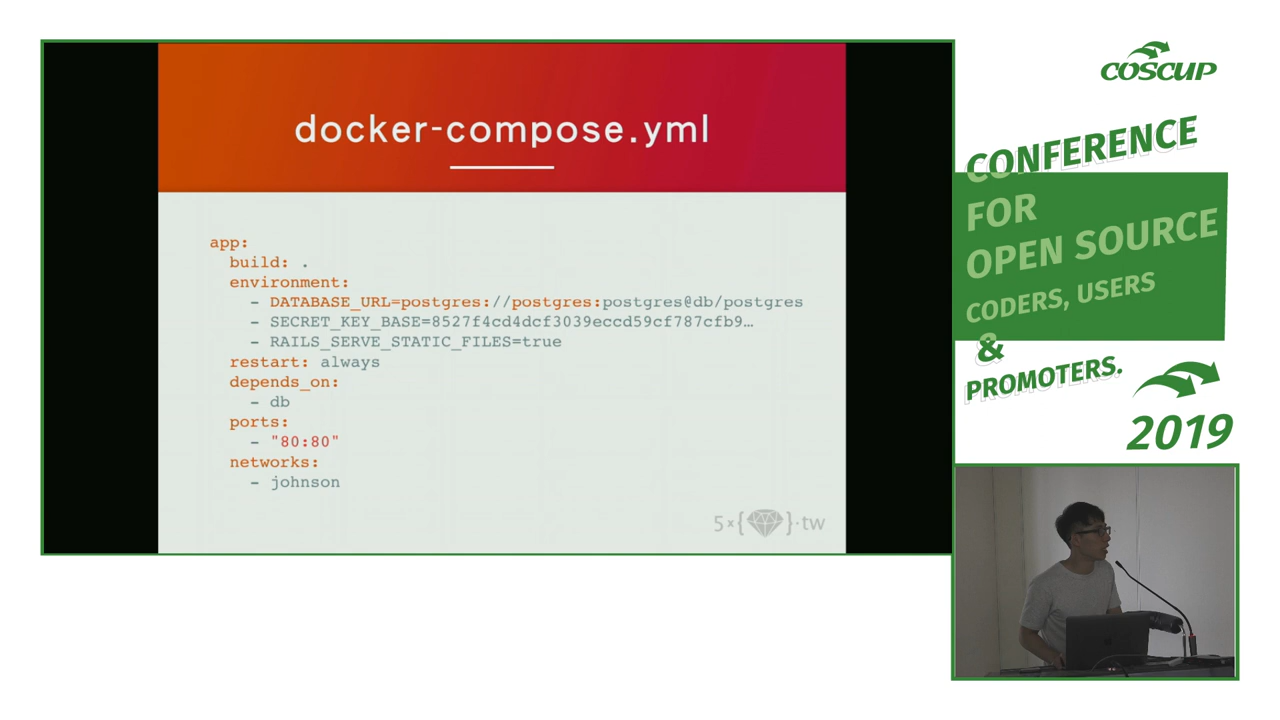 docker-compose.yml
app:
build: .
environment:
- DATABASE_URL=postgres://postgres:postgres@db/postgres
- SECRET_KEY_BASE=8527f4cd4dcf3039eccd59cf787cfb9…
- RAILS_SERVE_STATIC_FILES=true
restart: always
depends_on:
- db
ports:
- "80:80"
networks:
- johnson
5×{ }·tw
COSCUP
CONFERENCE
FOR
OPEN SOURCE
CODERS, USERS
&
PROMOTERS.
2019